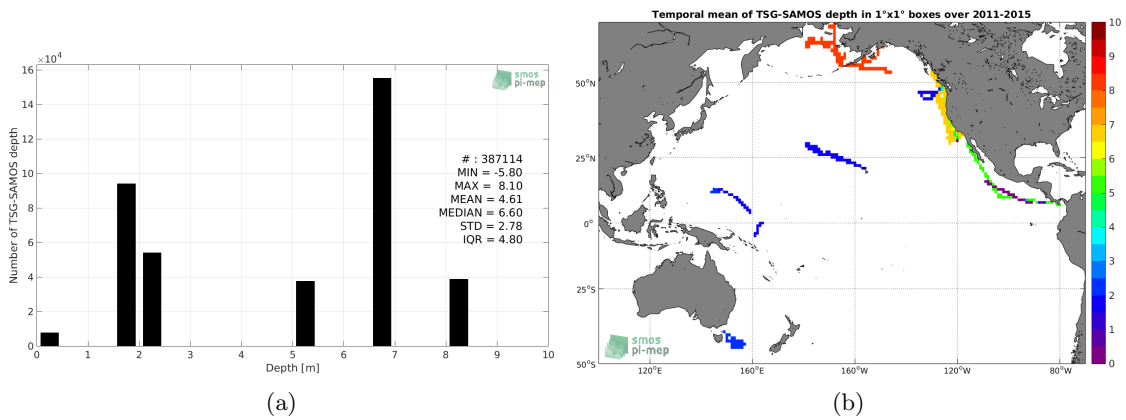 Temporal mean of TSG-SAMOS depth in 1°x1° boxes over 2011-2015
×10⁴
16
14
12
10
8
6
4
2
0
Number of TSG-SAMOS depth
smos
pi-mep
# : 387114
MIN = -5.80
MAX = 8.10
MEAN = 4.61
MEDIAN = 6.60
STD = 2.78
IQR = 4.80
0 1 2 3 4 5 6 7 8 9 10
Depth [m]
(a)
50°N
25°N
0°
25°S
50°S
120°E 160°E 160°W 120°W 80°W
smos
pi-mep
10
9
8
7
6
5
4
3
2
1
0
(b)